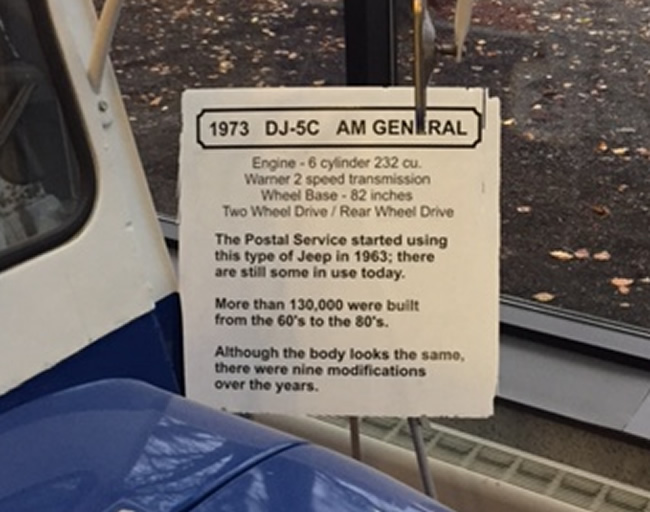 1973 DJ-5C AM GENERAL
Engine - 6 cylinder 232 cu.
Warner 2 speed transmission
Wheel Base - 82 inches
Two Wheel Drive / Rear Wheel Drive
The Postal Service started using
this type of Jeep in 1963; there
are still some in use today.
More than 130,000 were built
from the 60's to the 80's.
Although the body looks the same,
there were nine modifications
over the years.